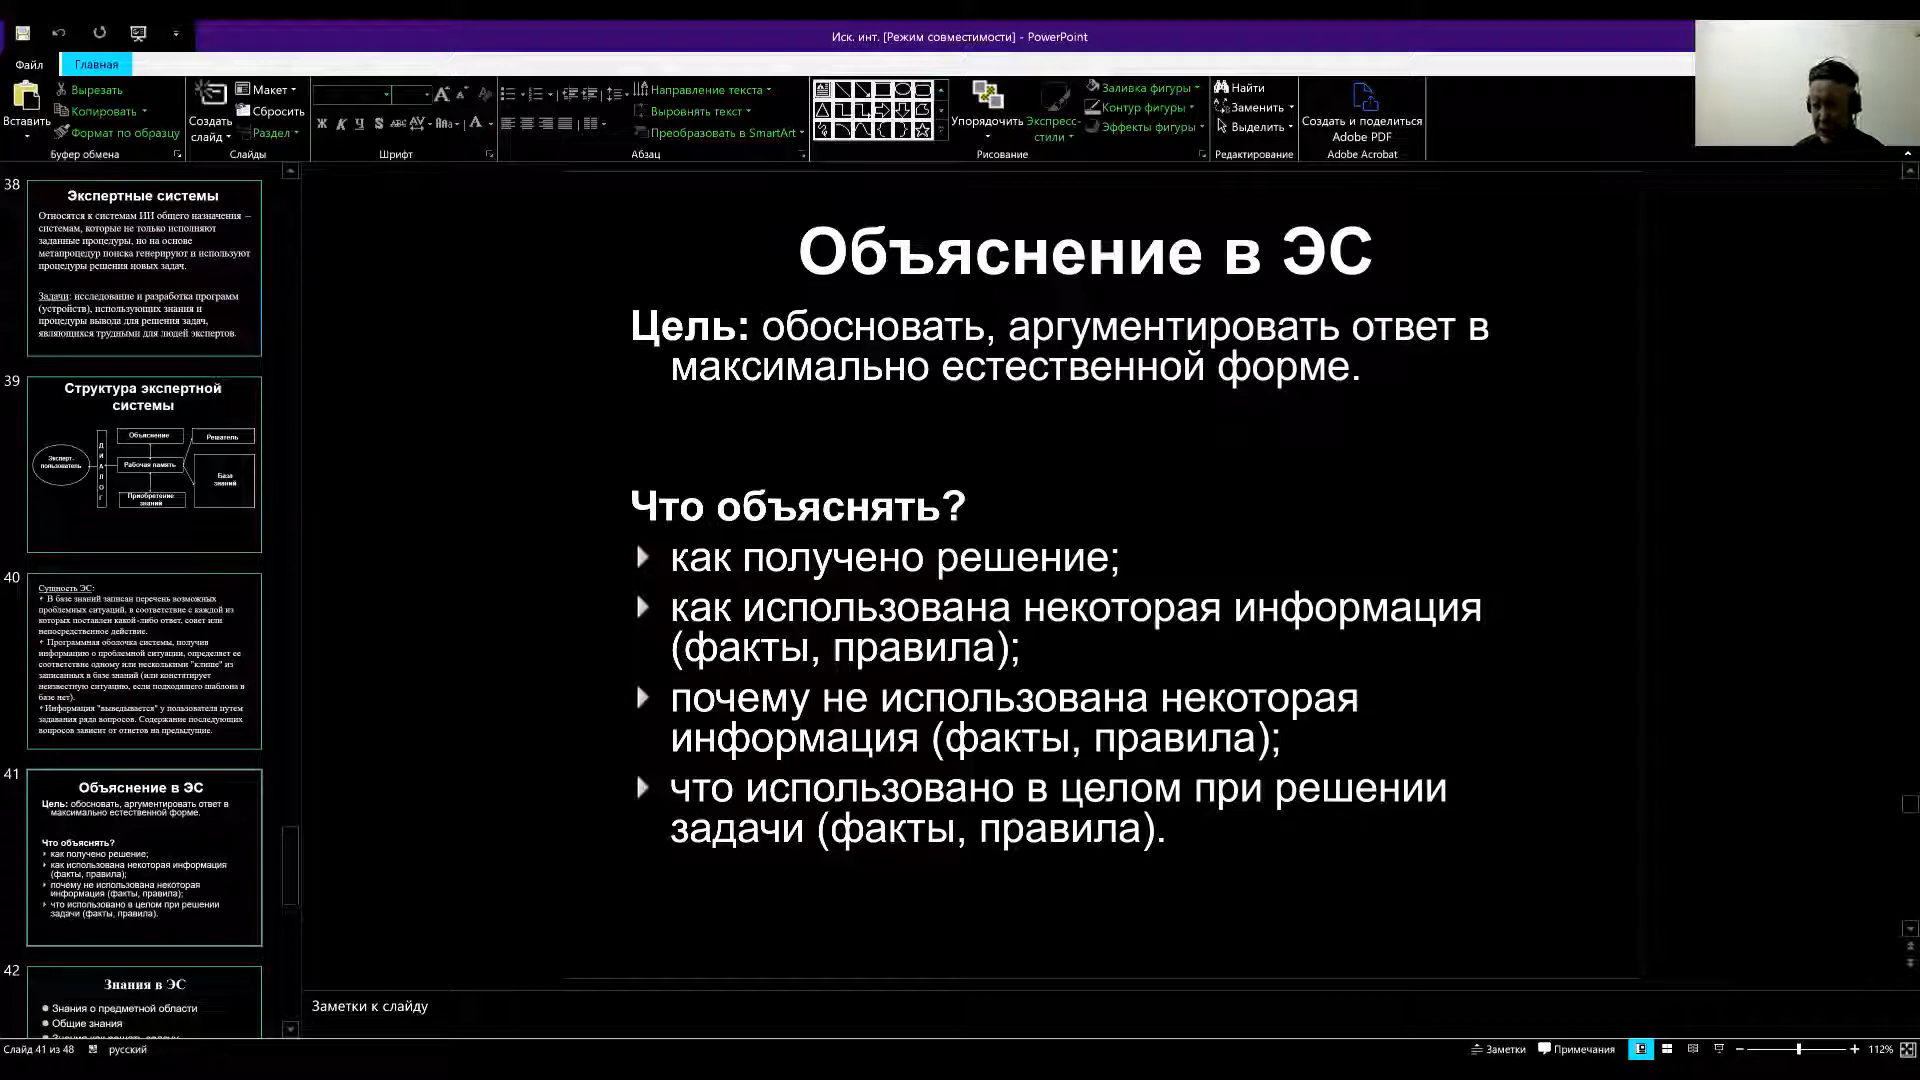 Иск. инт. [Режим совместимости] - PowerPoint
Файл
Главная
Вставить
Вырезать
Копировать
Формат по образцу
Буфер обмена
Создать слайд
Макет
Сбросить
Раздел
Слайды
Ж К Ч S abc AV Aa A
Шрифт
Направление текста
Выровнять текст
Преобразовать в SmartArt
Абзац
Упорядочить
Экспресс-стили
Заливка фигуры
Контур фигуры
Эффекты фигуры
Рисование
Найти
Заменить
Выделить
Редактирование
Создать и поделиться
Adobe PDF
Adobe Acrobat
38
Экспертные системы
Относятся к системам ИИ общего назначения –
системам, которые не только исполняют
заданные процедуры, но на основе
метапроцедур поиска генерируют и используют
процедуры решения новых задач.
Задачи: исследование и разработка программ
(устройств), использующих знания и
процедуры вывода для решения задач,
являющихся трудными для людей экспертов.
39
Структура экспертной
системы
Эксперт-
пользователь
ДИАЛОГ
Объяснение
Решатель
Рабочая память
База
знаний
Приобретение
знаний
40
Сущность ЭС:
• В базе знаний записан перечень возможных
проблемных ситуаций, в соответствие с каждой из
которых поставлен какой-либо ответ, совет или
непосредственное действие.
• Программная оболочка системы, получив
информацию о проблемной ситуации, определяет ее
соответствие одному или несколькими "клише" из
записанных в базе знаний (или констатирует
неизвестную ситуацию, если подходящего шаблона в
базе нет).
• Информация "выведывается" у пользователя путем
задавания ряда вопросов. Содержание последующих
вопросов зависит от ответов на предыдущие.
41
Объяснение в ЭС
Цель: обосновать, аргументировать ответ в
максимально естественной форме.
Что объяснять?
как получено решение;
как использована некоторая информация
(факты, правила);
почему не использована некоторая
информация (факты, правила);
что использовано в целом при решении
задачи (факты, правила).
42
Знания в ЭС
Знания о предметной области
Общие знания
Объяснение в ЭС
Цель: обосновать, аргументировать ответ в
максимально естественной форме.
Что объяснять?
как получено решение;
как использована некоторая информация
(факты, правила);
почему не использована некоторая
информация (факты, правила);
что использовано в целом при решении
задачи (факты, правила).
Заметки к слайду
Слайд 41 из 48
русский
Заметки
Примечания
112%